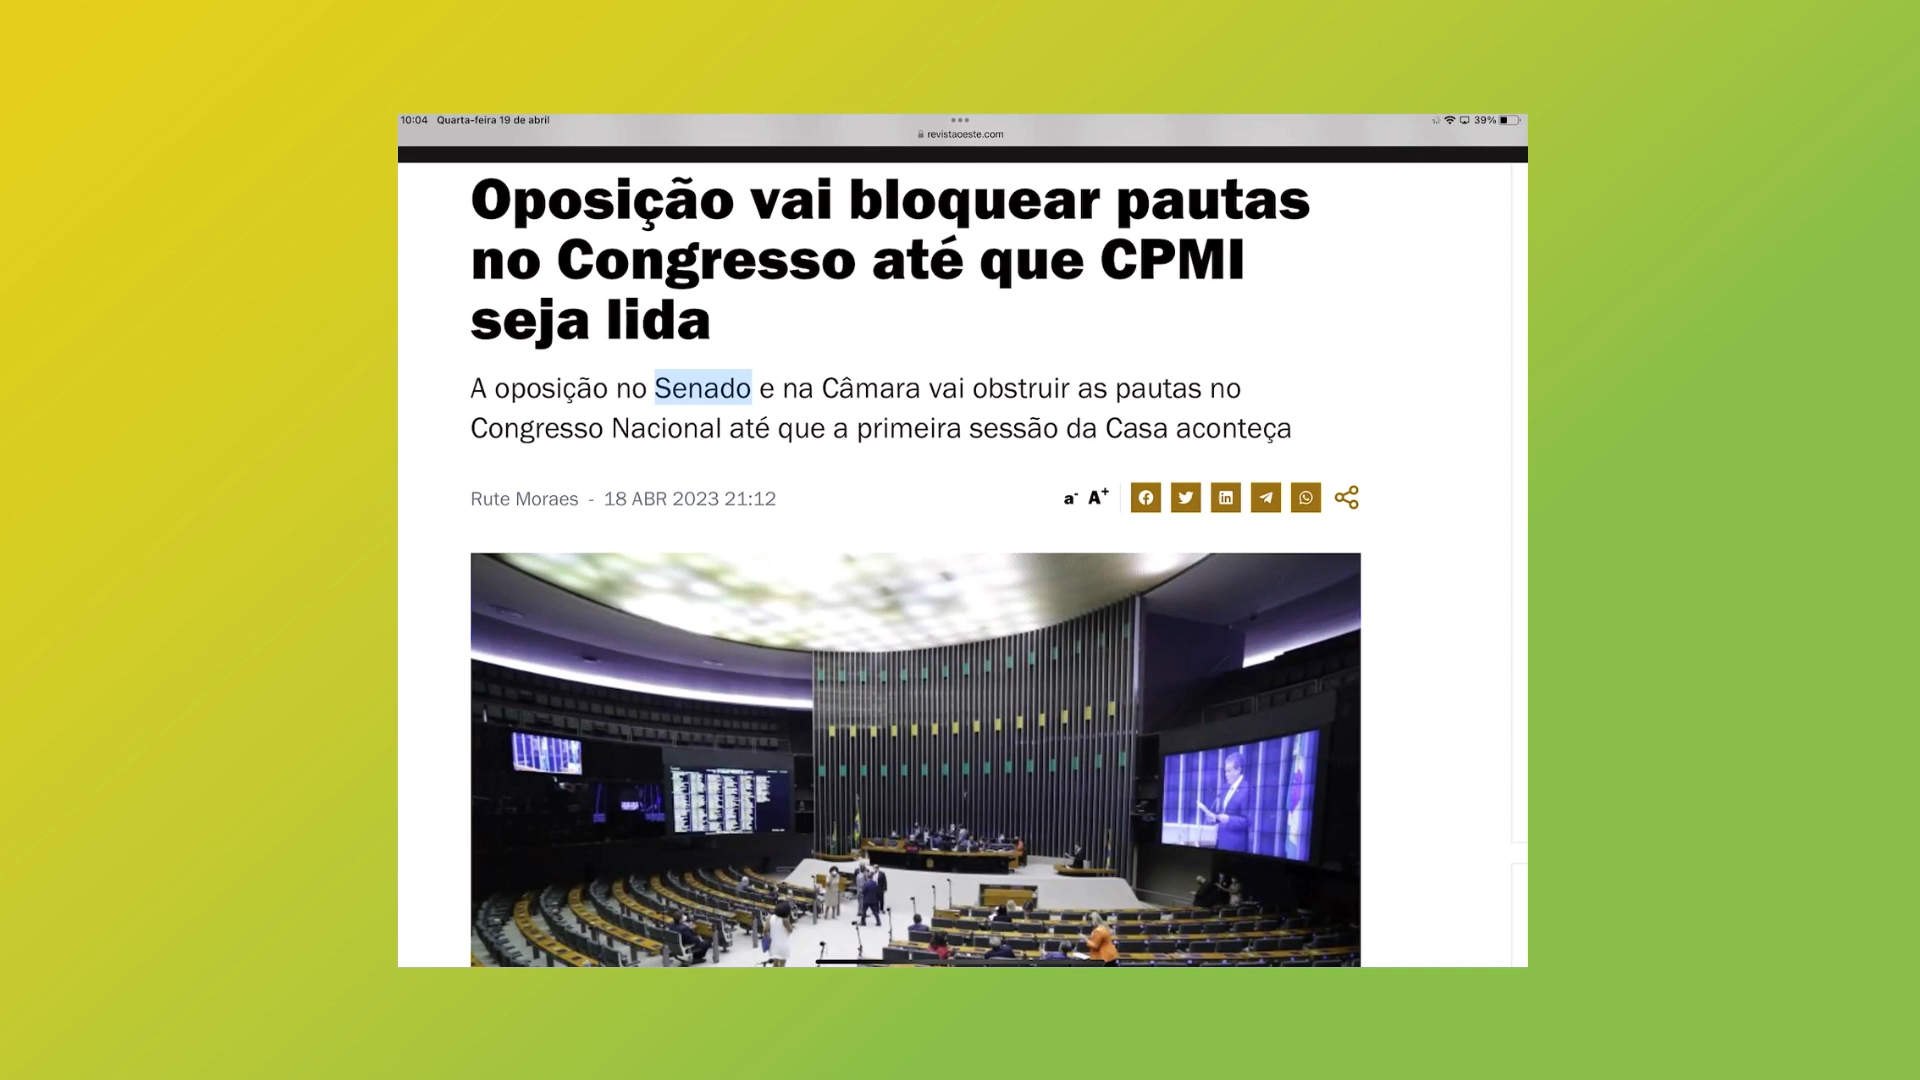 10:04 Quarta-feira 19 de abril
39%
revistaoeste.com
Oposição vai bloquear pautas
no Congresso até que CPMI
seja lida
A oposição no Senado e na Câmara vai obstruir as pautas no
Congresso Nacional até que a primeira sessão da Casa aconteça
Rute Moraes - 18 ABR 2023 21:12
a- A+